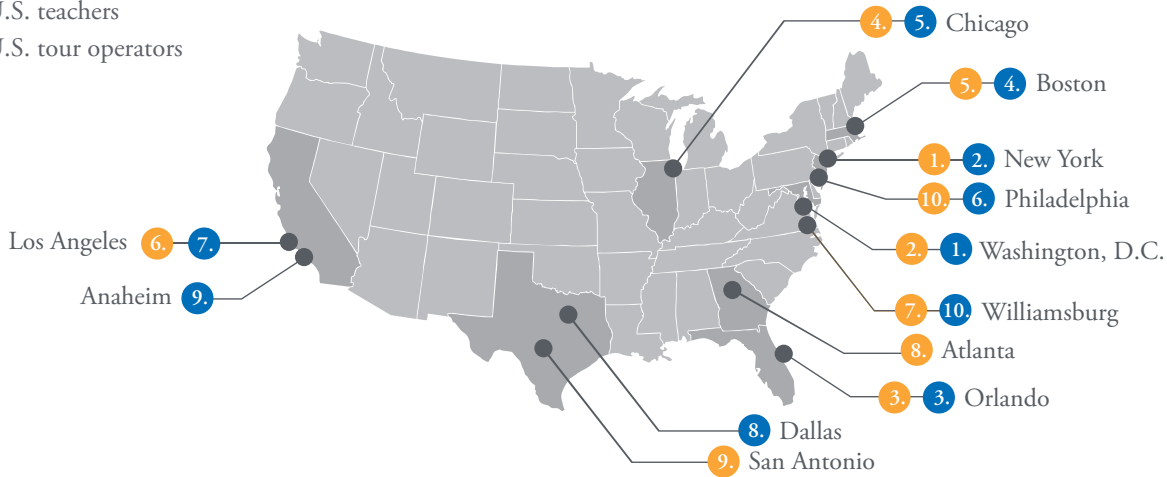 .S. teachers
.S. tour operators
4. 5. Chicago
5. 4. Boston
1. 2. New York
10. 6. Philadelphia
Los Angeles 6. 7.
2. 1. Washington, D.C.
Anaheim 9.
7. 10. Williamsburg
8. Atlanta
3. 3. Orlando
8. Dallas
9. San Antonio